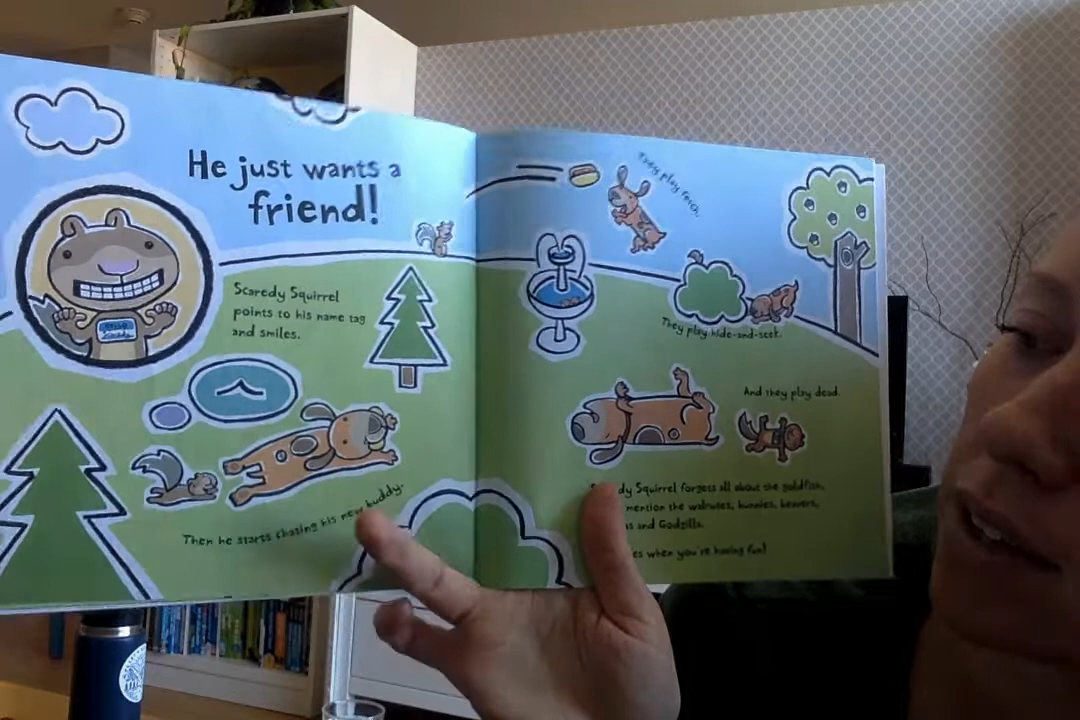 He just wants a
friend!
Scaredy Squirrel
points to his name tag
and smiles.
Then he starts chasing his new buddy.
They play fetch.
They play hide-and-seek.
And they play dead.
Squirrel forgets all about the goldfish,
mention the walruses, bunnies, beavers,
and Godzilla.
when you're having fun!